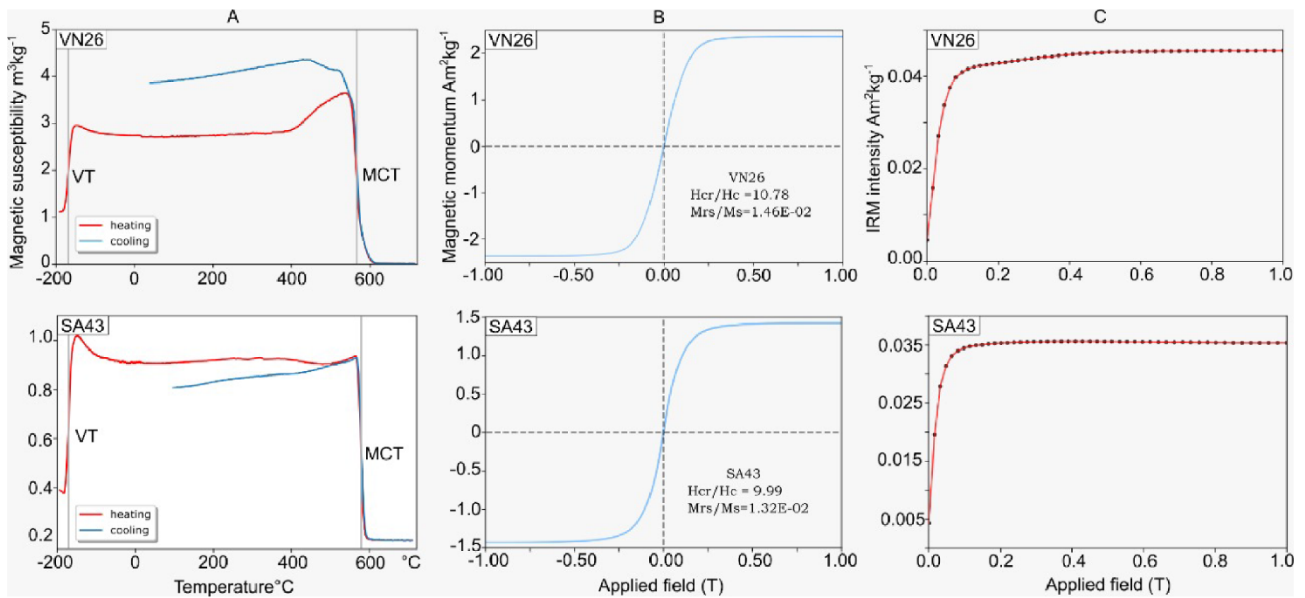 A
B
C
Magnetic susceptibility m³kg⁻¹
VN26
5
4
3
2
1
0
VT
MCT
heating
cooling
-200
0
200
400
600
Magnetic momentum Am²kg⁻¹
VN26
2
1
0
-1
-2
VN26
Hcr/Hc =10.78
Mrs/Ms=1.46E-02
-1.00
-0.50
0.00
0.50
1.00
IRM intensity Am²kg⁻¹
VN26
0.04
0.02
0.00
0.0
0.2
0.4
0.6
0.8
1.0
SA43
1.0
0.8
0.6
0.4
0.2
VT
MCT
heating
cooling
-200
0
200
400
600
°C
Temperature°C
SA43
1.5
1.0
0.5
0
-0.5
-1.0
-1.5
SA43
Hcr/Hc = 9.99
Mrs/Ms=1.32E-02
-1.00
-0.50
0.00
0.50
1.00
Applied field (T)
SA43
0.035
0.025
0.015
0.005
0.0
0.2
0.4
0.6
0.8
1.0
Applied field (T)